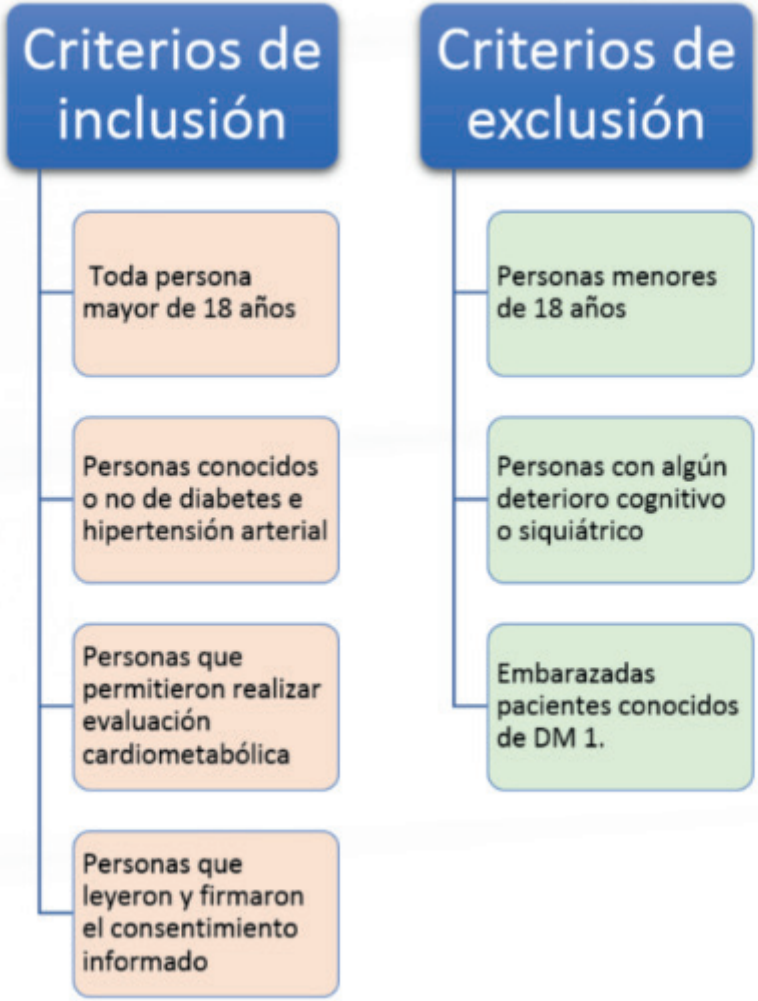 Criterios de
inclusión
Toda persona
mayor de 18 años
Personas conocidos
o no de diabetes e
hipertensión arterial
Personas que
permitieron realizar
evaluación
cardiometabólica
Personas que
leyeron y firmaron
el consentimiento
informado
Criterios de
exclusión
Personas menores
de 18 años
Personas con algún
deterioro cognitivo
o siquiátrico
Embarazadas
pacientes conocidos
de DM 1.